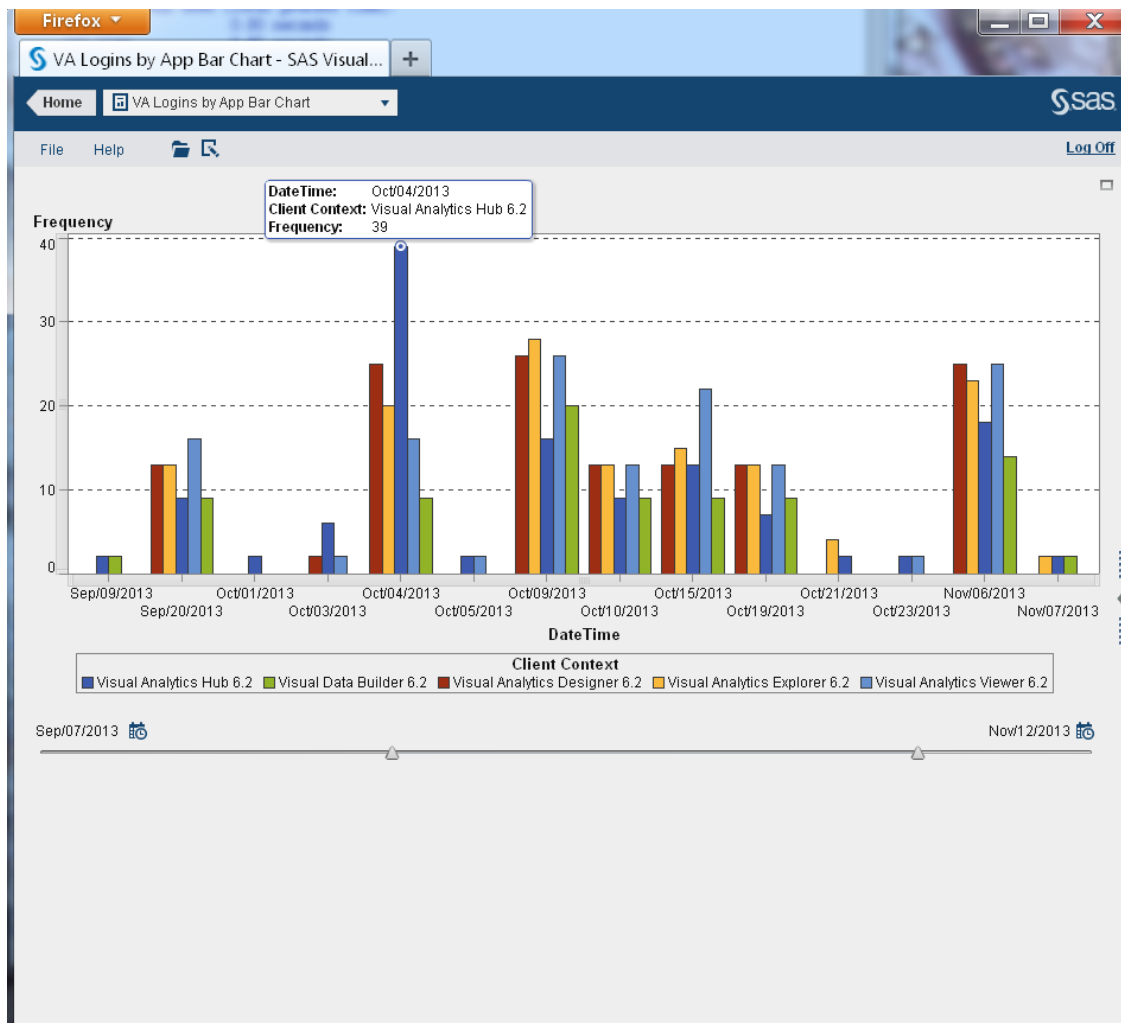 Firefox
VA Logins by App Bar Chart - SAS Visual...
Home
VA Logins by App Bar Chart
sas
File Help
Log Off
DateTime: Oct/04/2013
Client Context: Visual Analytics Hub 6.2
Frequency: 39
Frequency
40
30
20
10
0
Sep/09/2013 Oct/01/2013 Oct/04/2013 Oct/09/2013 Oct/15/2013 Oct/21/2013 Nov/06/2013
Sep/20/2013 Oct/03/2013 Oct/05/2013 Oct/10/2013 Oct/19/2013 Oct/23/2013 Nov/07/2013
DateTime
Client Context
Visual Analytics Hub 6.2 Visual Data Builder 6.2 Visual Analytics Designer 6.2 Visual Analytics Explorer 6.2 Visual Analytics Viewer 6.2
Sep/07/2013 Nov/12/2013